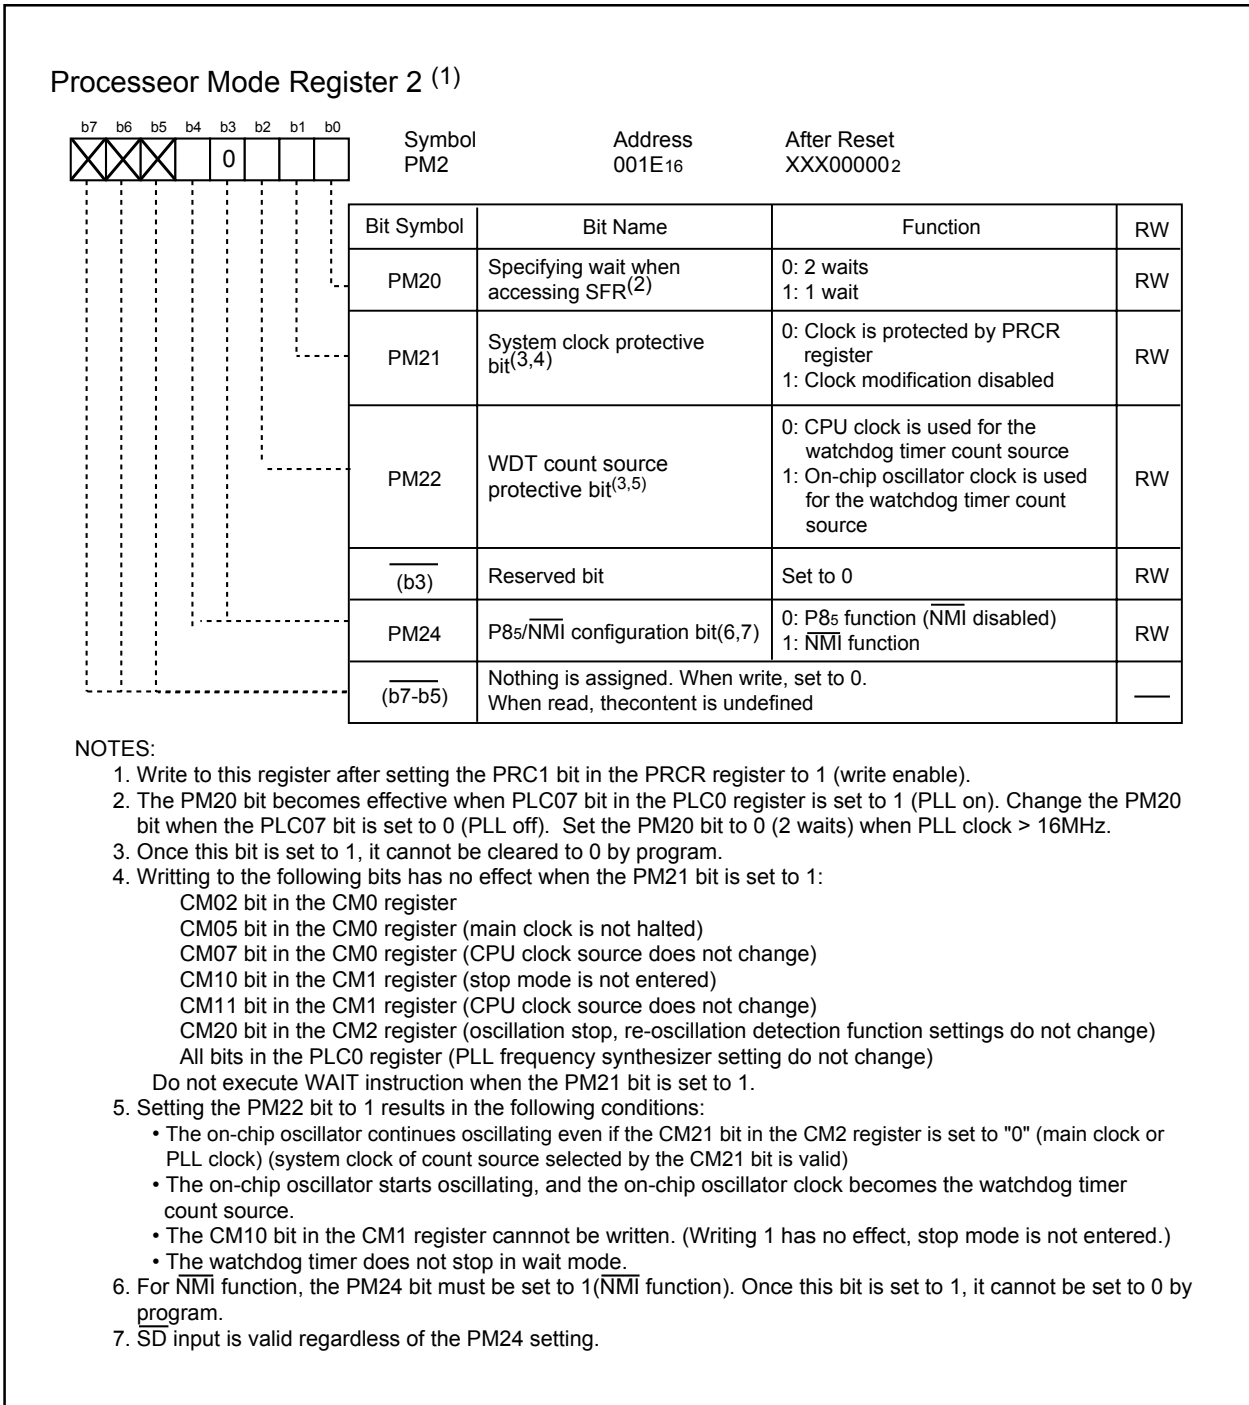 Processeor Mode Register 2 (1)
b7 b6 b5 b4 b3 b2 b1 b0
0
Symbol Address After Reset
PM2 001E16 XXX000002
Bit Symbol Bit Name Function RW
PM20 Specifying wait when accessing SFR(2) 0: 2 waits RW
1: 1 wait
PM21 System clock protective bit(3,4) 0: Clock is protected by PRCR register RW
1: Clock modification disabled
PM22 WDT count source protective bit(3,5) 0: CPU clock is used for the watchdog timer count source RW
1: On-chip oscillator clock is used for the watchdog timer count source
(b3) Reserved bit Set to 0 RW
PM24 P85/NMI configuration bit(6,7) 0: P85 function (NMI disabled) RW
1: NMI function
(b7-b5) Nothing is assigned. When write, set to 0.
When read, thecontent is undefined
NOTES:
1. Write to this register after setting the PRC1 bit in the PRCR register to 1 (write enable).
2. The PM20 bit becomes effective when PLC07 bit in the PLC0 register is set to 1 (PLL on). Change the PM20
bit when the PLC07 bit is set to 0 (PLL off). Set the PM20 bit to 0 (2 waits) when PLL clock > 16MHz.
3. Once this bit is set to 1, it cannot be cleared to 0 by program.
4. Writting to the following bits has no effect when the PM21 bit is set to 1:
CM02 bit in the CM0 register
CM05 bit in the CM0 register (main clock is not halted)
CM07 bit in the CM0 register (CPU clock source does not change)
CM10 bit in the CM1 register (stop mode is not entered)
CM11 bit in the CM1 register (CPU clock source does not change)
CM20 bit in the CM2 register (oscillation stop, re-oscillation detection function settings do not change)
All bits in the PLC0 register (PLL frequency synthesizer setting do not change)
Do not execute WAIT instruction when the PM21 bit is set to 1.
5. Setting the PM22 bit to 1 results in the following conditions:
• The on-chip oscillator continues oscillating even if the CM21 bit in the CM2 register is set to "0" (main clock or
PLL clock) (system clock of count source selected by the CM21 bit is valid)
• The on-chip oscillator starts oscillating, and the on-chip oscillator clock becomes the watchdog timer
count source.
• The CM10 bit in the CM1 register cannnot be written. (Writing 1 has no effect, stop mode is not entered.)
• The watchdog timer does not stop in wait mode.
6. For NMI function, the PM24 bit must be set to 1(NMI function). Once this bit is set to 1, it cannot be set to 0 by
program.
7. SD input is valid regardless of the PM24 setting.